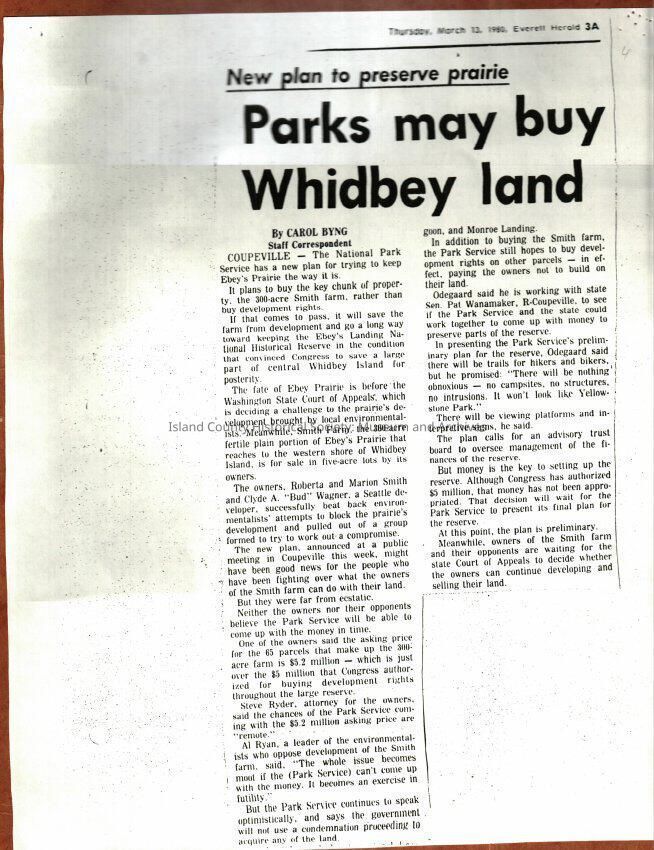 Thursday, March 13, 1980, Everett Herald 3A
4
New plan to preserve prairie
Parks may buy
Whidbey land
By CAROL BYNG
Staff Correspondent
COUPEVILLE — The National Park
Service has a new plan for trying to keep
Ebey's Prairie the way it is.
It plans to buy the key chunk of proper-
ty, the 300-acre Smith farm, rather than
buy development rights.
If that comes to pass, it will save the
farm from development and go a long way
toward keeping the Ebey's Landing Na-
tional Historical Reserve in the condition
that convinced Congress to save a large
part of central Whidbey Island for
posterity.
The fate of Ebey Prairie is before the
Washington State Court of Appeals, which
is deciding a challenge to the prairie's de-
velopment brought by local environmental-
ists. Meanwhile, Smith Farm, the 300-acre
fertile plain portion of Ebey's Prairie that
reaches to the western shore of Whidbey
Island, is for sale in five-acre lots by its
owners.
The owners, Roberta and Marion Smith
and Clyde A. "Bud" Wagner, a Seattle de-
veloper, successfully beat back environ-
mentalists' attempts to block the prairie's
development and pulled out of a group
formed to try to work out a compromise.
The new plan, announced at a public
meeting in Coupeville this week, might
have been good news for the people who
have been fighting over what the owners
of the Smith farm can do with their land.
But they were far from ecstatic.
Neither the owners nor their opponents
believe the Park Service will be able to
come up with the money in time.
One of the owners said the asking price
for the 65 parcels that make up the 300-
acre farm is $5.2 million — which is just
over the $5 million that Congress author-
ized for buying development rights
throughout the large reserve.
Steve Ryder, attorney for the owners,
said the chances of the Park Service com-
ing with the $5.2 million asking price are
"remote."
Al Ryan, a leader of the environmental-
ists who oppose development of the Smith
farm, said, "The whole issue becomes
moot if the (Park Service) can't come up
with the money. It becomes an exercise in
futility."
But the Park Service continues to speak
optimistically, and says the government
will not use a condemnation proceeding to
acquire any of the land.
goon, and Monroe Landing.
In addition to buying the Smith farm,
the Park Service still hopes to buy devel-
opment rights on other parcels — in ef-
fect, paying the owners not to build on
their land.
Odegaard said he is working with state
Sen. Pat Wanamaker, R-Coupeville, to see
if the Park Service and the state could
work together to come up with money to
preserve parts of the reserve.
In presenting the Park Service's prelim-
inary plan for the reserve, Odegaard said
there will be trails for hikers and bikers,
but he promised: "There will be nothing
obnoxious — no campsites, no structures,
no intrusions. It won't look like Yellow-
stone Park."
There will be viewing platforms and in-
terpretive signs, he said.
The plan calls for an advisory trust
board to oversee management of the fi-
nances of the reserve.
But money is the key to setting up the
reserve. Although Congress has authorized
$5 million, that money has not been appro-
priated. That decision will wait for the
Park Service to present its final plan for
the reserve.
At this point, the plan is preliminary.
Meanwhile, owners of the Smith farm
and their opponents are waiting for the
state Court of Appeals to decide whether
the owners can continue developing and
selling their land.
Island County Historical Society, Museum and Archives